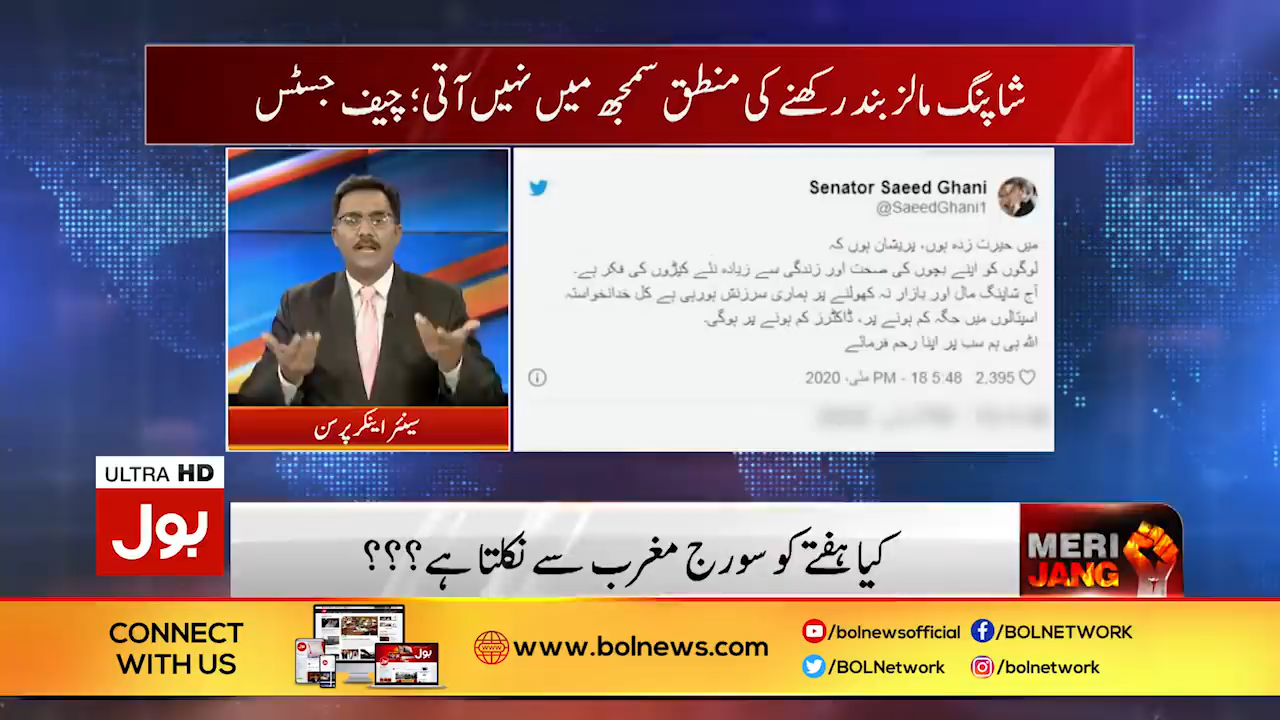 شاپنگ مالز بند رکھنے کی منطق سمجھ میں نہیں آتی؛ چیف جسٹس
Senator Saeed Ghani
@SaeedGhani1
میں حیرت زدہ ہوں، پریشان ہوں کہ
لوگوں کو اپنے بچوں کی صحت اور زندگی سے زیادہ نئے کپڑوں کی فکر ہے۔
آج شاپنگ مال اور بازار نہ کھولنے پر ہماری سرزنش ہورہی ہے کل خدانخواستہ
اسپتالوں میں جگہ کم ہونے پر، ڈاکٹرز کم ہونے پر ہوگی۔
اللہ ہی ہم سب پر اپنا رحم فرمائے
2,395 5:48 PM - 18 مئی، 2020
سینئر اینکر پرسن
ULTRA HD
بول
کیا ہفتے کو سورج مغرب سے نکلتا ہے؟؟؟
MERI
JANG
CONNECT
WITH US
www.bolnews.com
/bolnewsofficial
/BOLNETWORK
/BOLNetwork
/bolnetwork